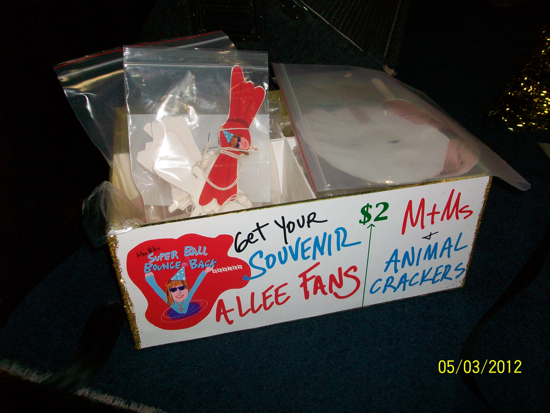 SUPER BALL
BOUNCE BACK
GET YOUR
SOUVENIR
ALLEE FANS
$2
M+Ms
+
ANIMAL
CRACKERS
05/03/2012